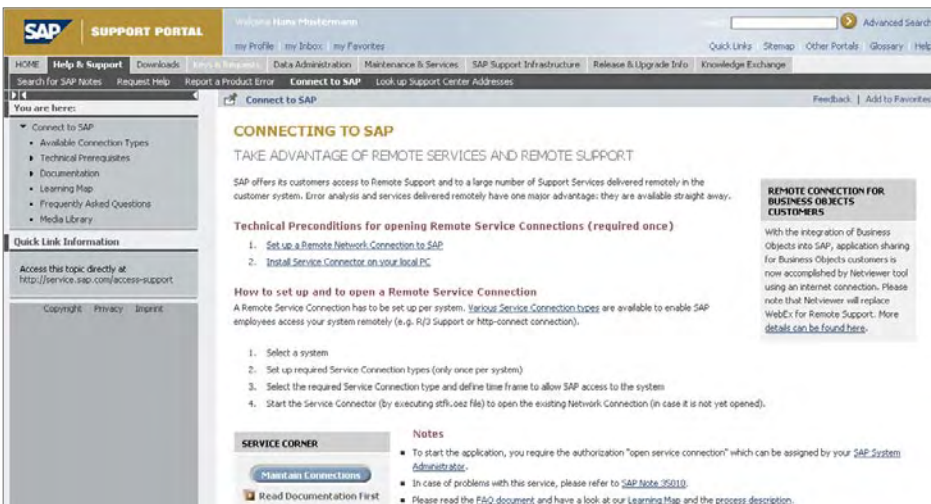 SAP SUPPORT PORTAL
Welcome Hans Mustermann
Advanced Search
my Profile my Inbox my Favorites
Quick Links Sitemap Other Portals Glossary Help
HOME Help & Support Downloads Keys & Requests Data Administration Maintenance & Services SAP Support Infrastructure Release & Upgrade Info Knowledge Exchange
Search for SAP Notes Request Help Report a Product Error Connect to SAP Look up Support Center Addresses
You are here:
Connect to SAP
Available Connection Types
Technical Prerequisites
Documentation
Learning Map
Frequently Asked Questions
Media Library
Quick Link Information
Access this topic directly at
http://service.sap.com/access-support
Copyright Privacy Imprint
Connect to SAP
Feedback | Add to Favorites
CONNECTING TO SAP
TAKE ADVANTAGE OF REMOTE SERVICES AND REMOTE SUPPORT
SAP offers its customers access to Remote Support and to a large number of Support Services delivered remotely in the
customer system. Error analysis and services delivered remotely have one major advantage: they are available straight away.
Technical Preconditions for opening Remote Service Connections (required once)
1. Set up a Remote Network Connection to SAP
2. Install Service Connector on your local PC
How to set up and to open a Remote Service Connection
A Remote Service Connection has to be set up per system. Various Service Connection types are available to enable SAP
employees access your system remotely (e.g. R/3 Support or http-connect connection).
1. Select a system
2. Set up required Service Connection types (only once per system)
3. Select the required Service Connection type and define time frame to allow SAP access to the system
4. Start the Service Connector (by executing stfk.oez file) to open the existing Network Connection (in case it is not yet opened).
REMOTE CONNECTION FOR
BUSINESS OBJECTS
CUSTOMERS
With the integration of Business
Objects into SAP, application sharing
for Business Objects customers is
now accomplished by Netviewer tool
using an internet connection. Please
note that Netviewer will replace
WebEx for Remote Support. More
details can be found here.
SERVICE CORNER
Maintain Connections
Read Documentation First
Notes
To start the application, you require the authorization "open service connection" which can be assigned by your SAP System
Administrator.
In case of problems with this service, please refer to SAP Note 35010.
Please read the FAQ document and have a look at our Learning Map and the process description.